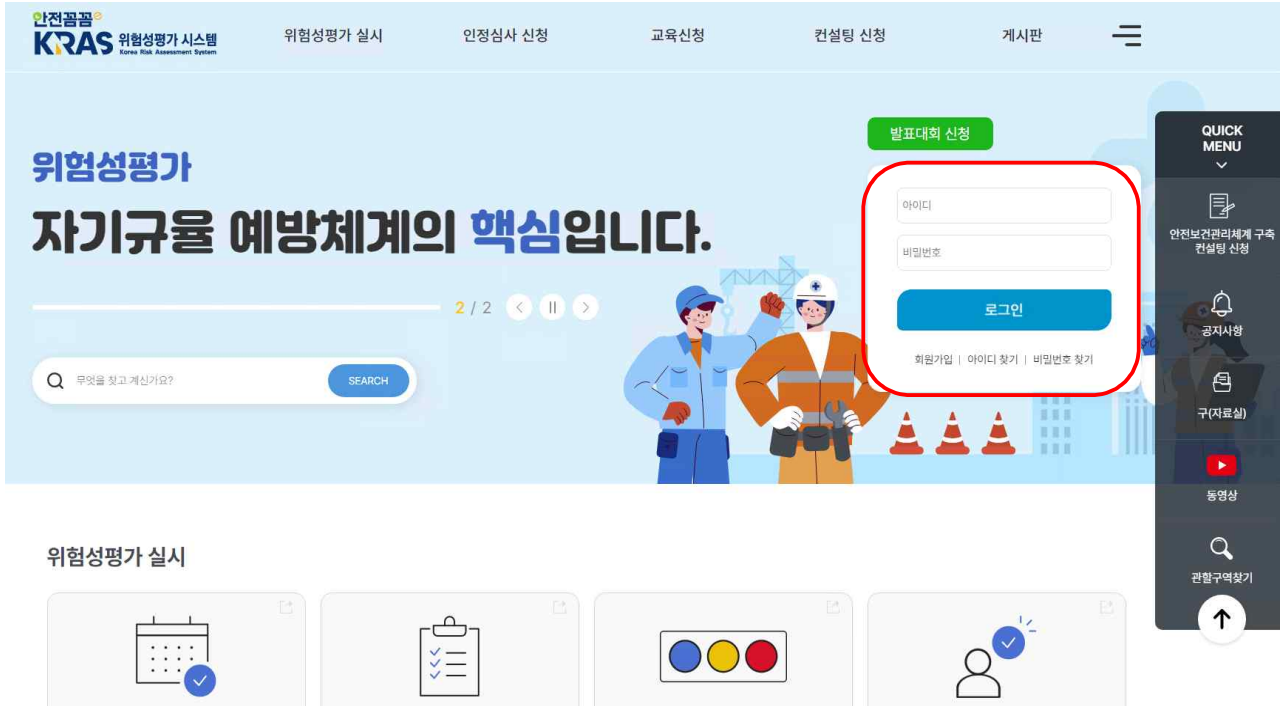 안전꼼꼼
KRAS 위험성평가 시스템
Korea Risk Assessment System
위험성평가 실시
인정심사 신청
교육신청
컨설팅 신청
게시판
발표대회 신청
위험성평가
자기규율 예방체계의 핵심입니다.
2 / 2
무엇을 찾고 계신가요?
SEARCH
아이디
비밀번호
로그인
회원가입 | 아이디 찾기 | 비밀번호 찾기
QUICK
MENU
안전보건관리체계 구축
컨설팅 신청
공지사항
구(자료실)
동영상
관할구역찾기
위험성평가 실시